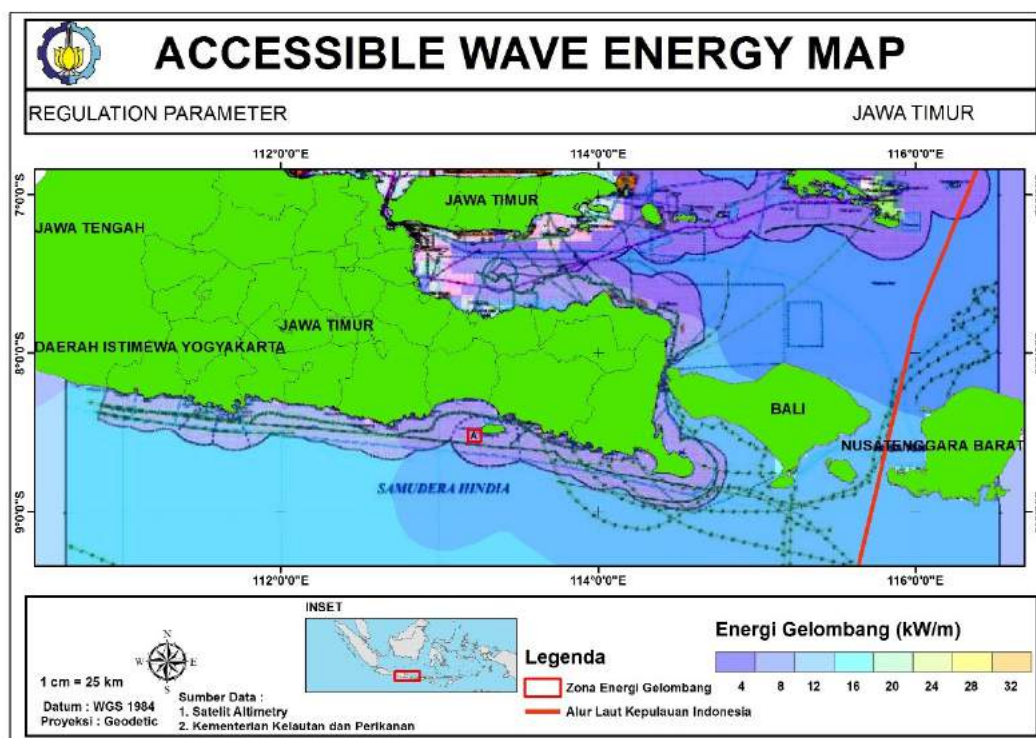 ACCESSIBLE WAVE ENERGY MAP
REGULATION PARAMETER
JAWA TIMUR
112°0'0"E
114°0'0"E
116°0'0"E
7°0'0"S
8°0'0"S
9°0'0"S
JAWA TIMUR
JAWA TENGAH
JAWA TIMUR
DAERAH ISTIMEWA YOGYAKARTA
BALI
NUSATENGGARA BARAT
A
SAMUDERA HINDIA
112°0'0"E
114°0'0"E
116°0'0"E
N
W
E
S
1 cm = 25 km
Datum : WGS 1984
Proyeksi : Geodetic
Sumber Data :
1. Satelit Altimetry
2. Kementerian Kelautan dan Perikanan
INSET
Legenda
Zona Energi Gelombang
Alur Laut Kepulauan Indonesia
Energi Gelombang (kW/m)
4 8 12 16 20 24 28 32